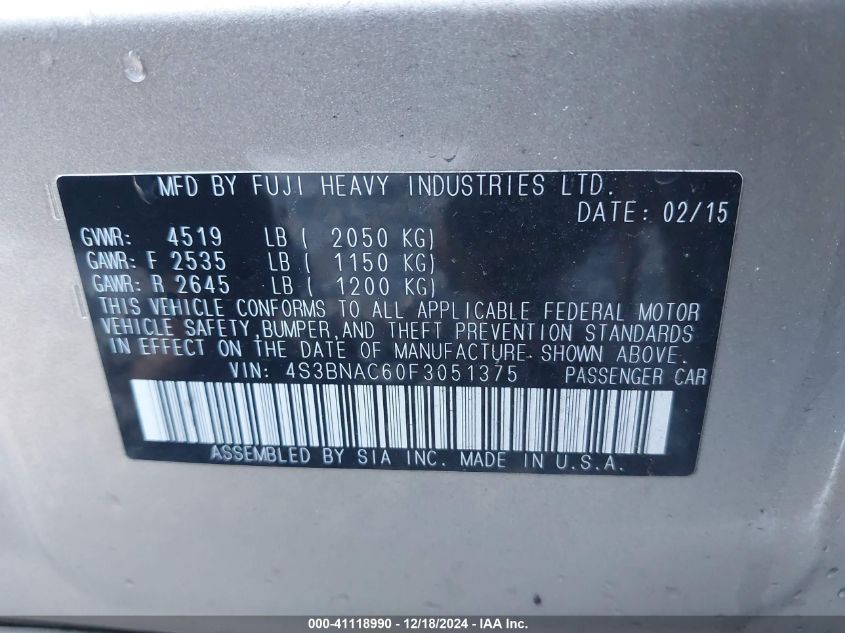 MFD BY FUJI HEAVY INDUSTRIES LTD.
DATE: 02/15
GVWR: 4519 LB ( 2050 KG)
GAWR: F 2535 LB ( 1150 KG)
GAWR: R 2645 LB ( 1200 KG)
THIS VEHICLE CONFORMS TO ALL APPLICABLE FEDERAL MOTOR
VEHICLE SAFETY, BUMPER, AND THEFT PREVENTION STANDARDS
IN EFFECT ON THE DATE OF MANUFACTURE SHOWN ABOVE.
VIN: 4S3BNAC60F3051375 PASSENGER CAR
ASSEMBLED BY SIA INC. MADE IN U.S.A.
000-41118990 - 12/18/2024 - IAA Inc.